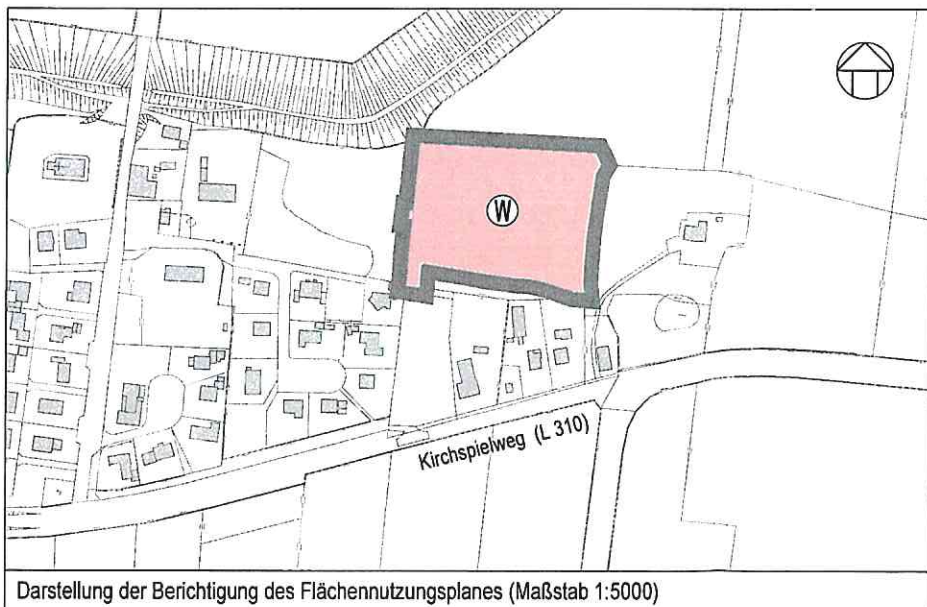 W
Kirchspielweg (L 310)
Darstellung der Berichtigung des Flächennutzungsplanes (Maßstab 1:5000)